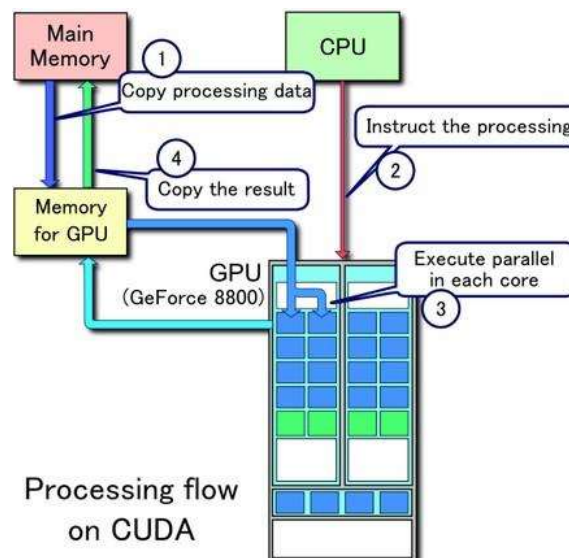 Main
Memory
CPU
1
Copy processing data
Instruct the processing
2
4
Copy the result
Memory
for GPU
GPU
(GeForce 8800)
Execute parallel
in each core
3
Processing flow
on CUDA